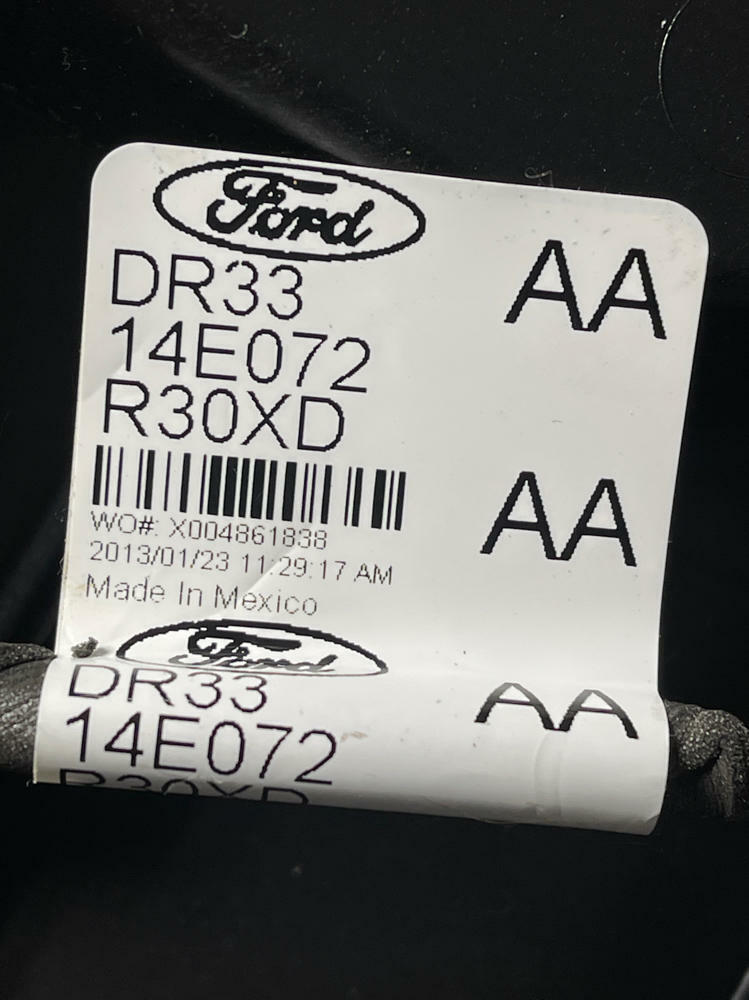 Ford
DR33 AA
14E072
R30XD
AA
WO#: X004861838
2013/01/23 11:29:17 AM
Made In Mexico
Ford
DR33 AA
14E072
R30XD